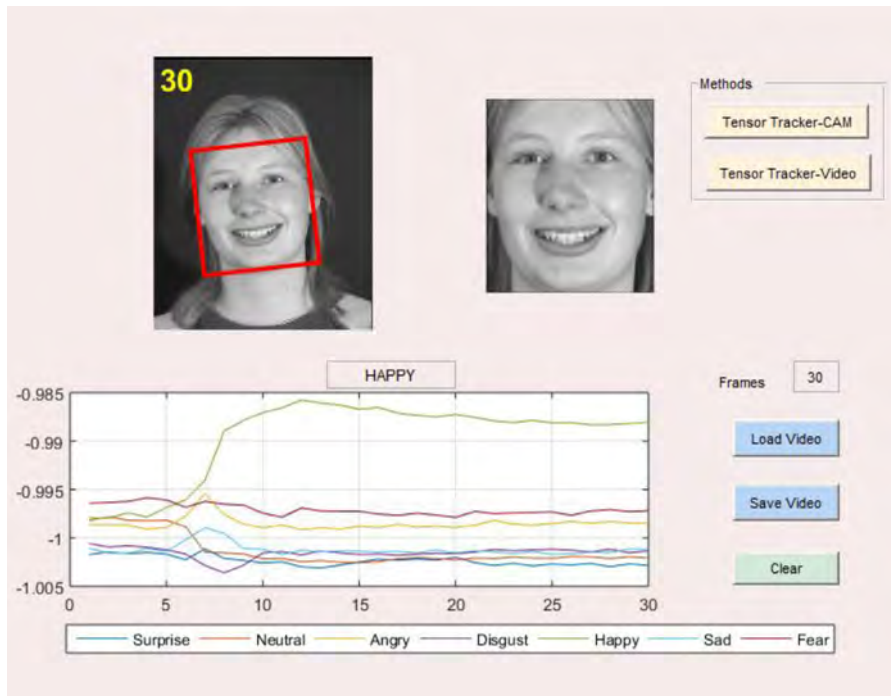 30
Methods
Tensor Tracker-CAM
Tensor Tracker-Video
HAPPY
Frames 30
-0.985
-0.99
-0.995
-1
-1.005
0 5 10 15 20 25 30
Load Video
Save Video
Clear
Surprise Neutral Angry Disgust Happy Sad Fear